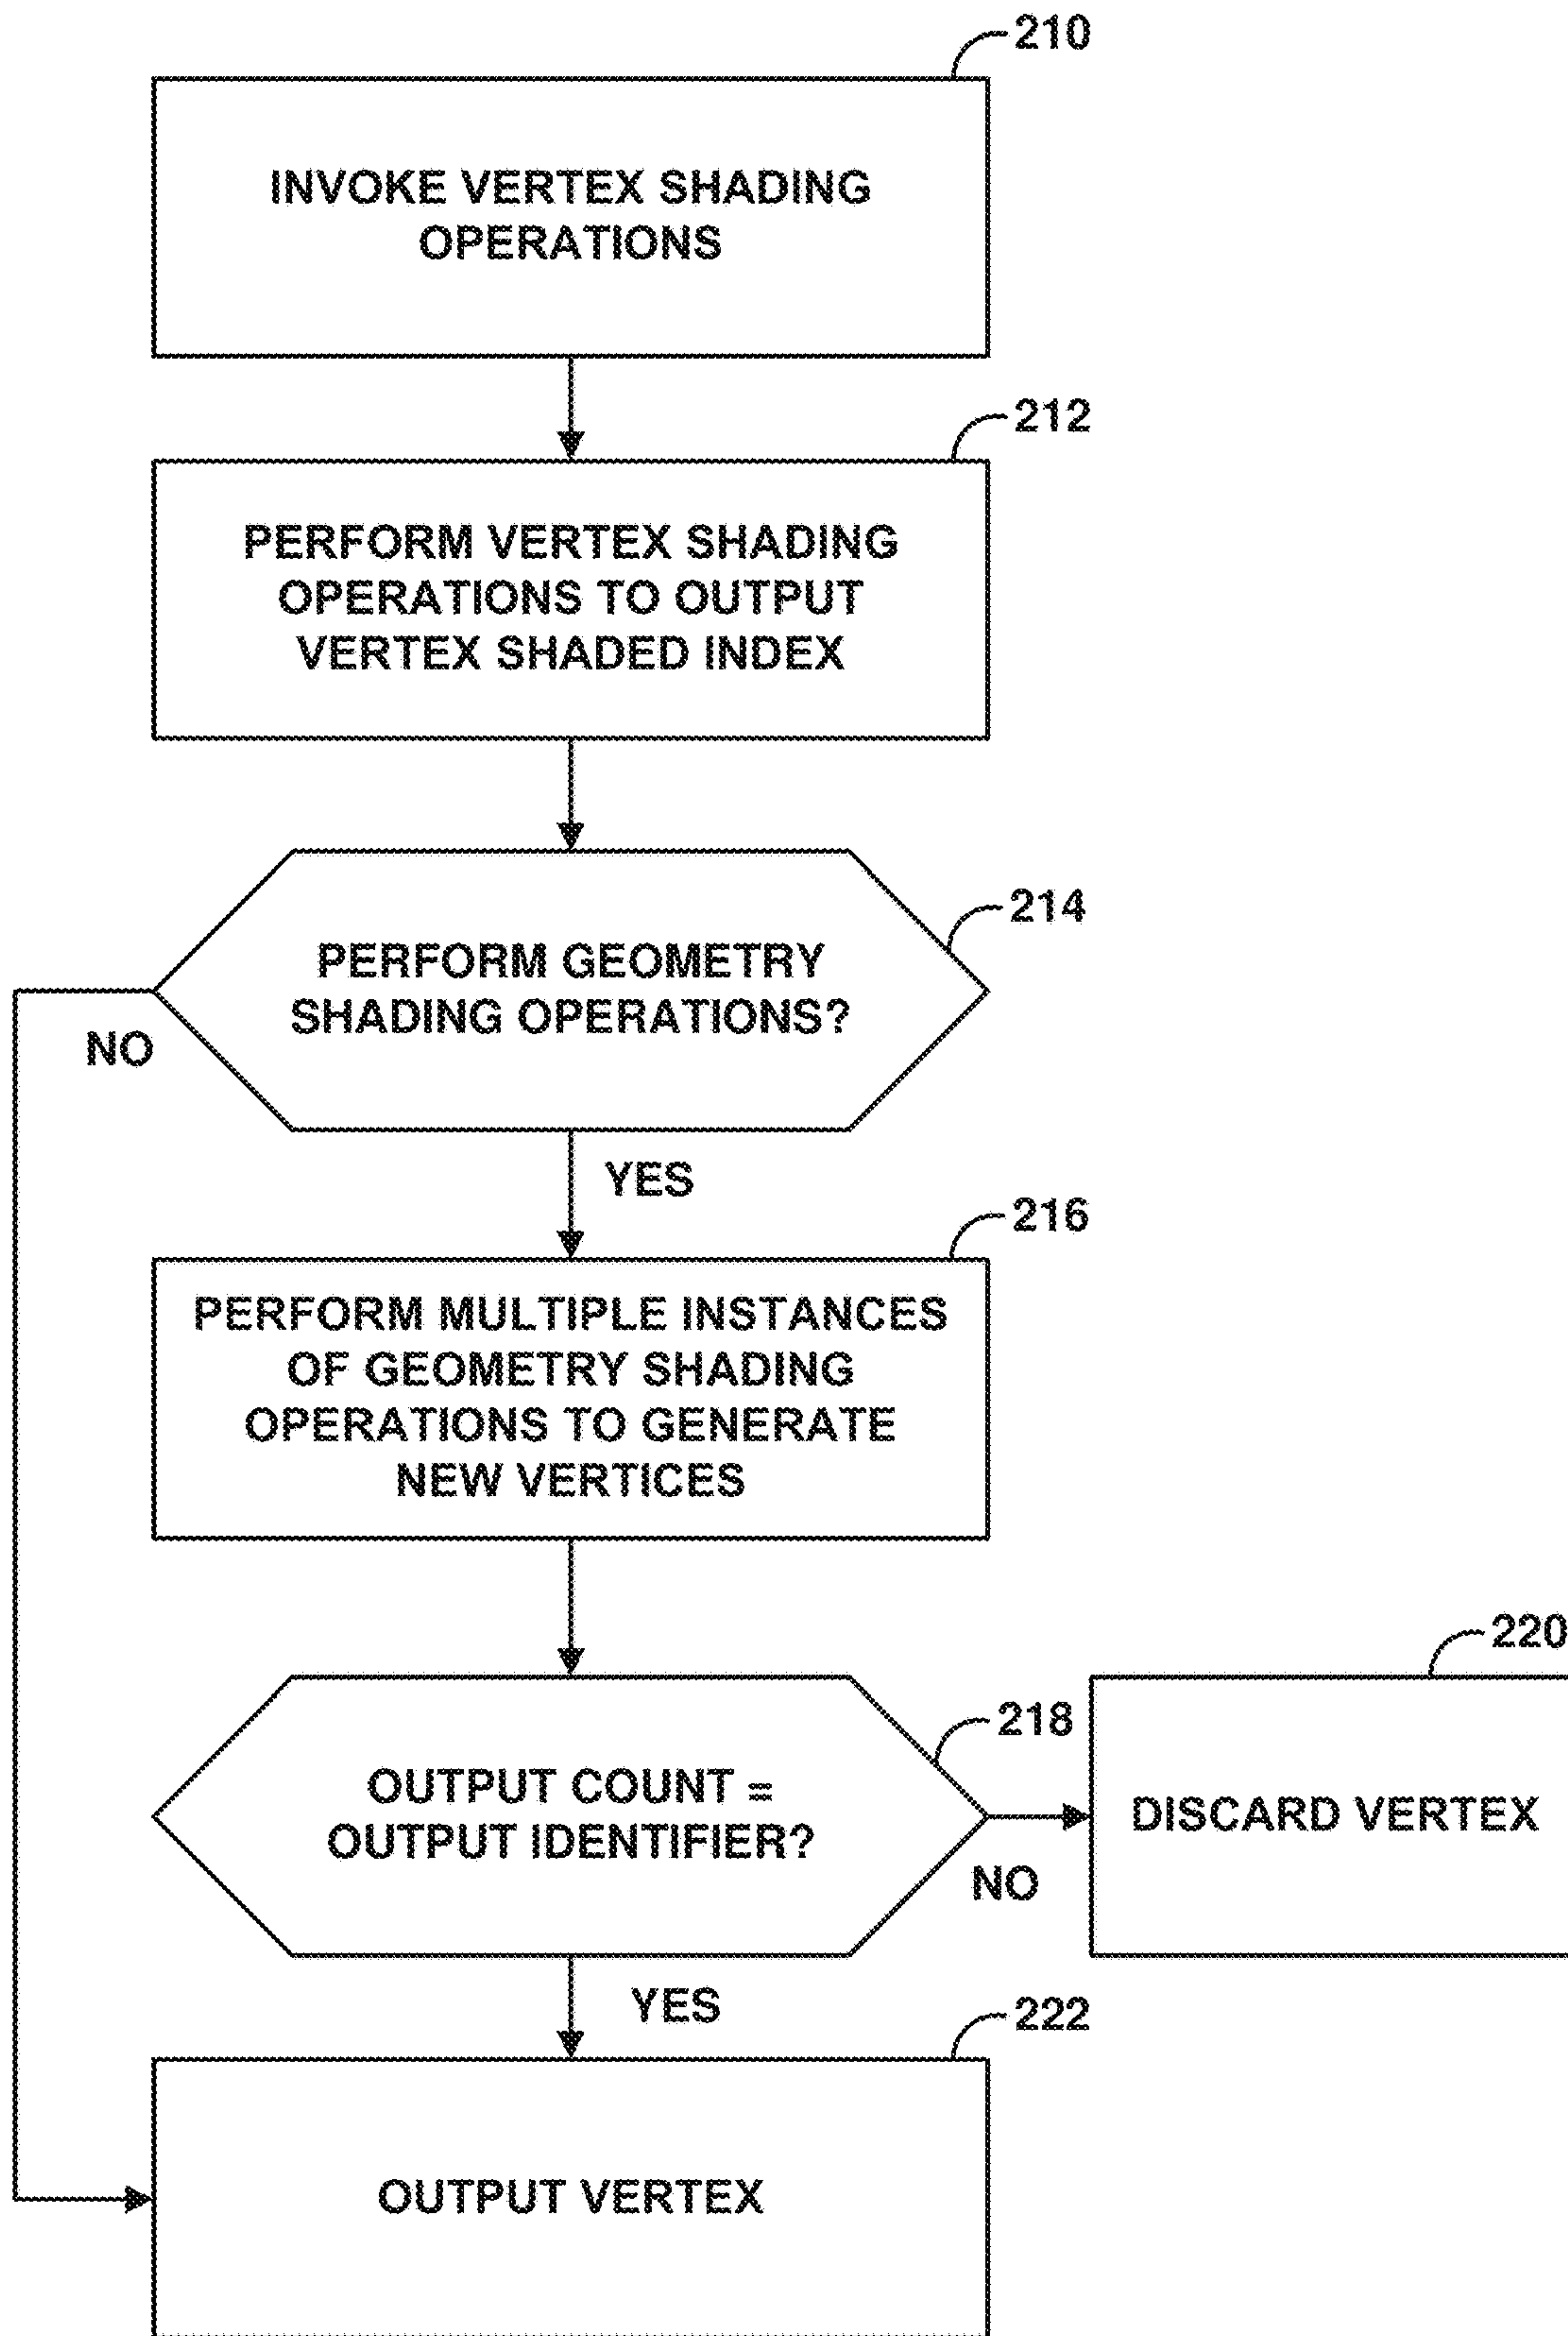 210
INVOKE VERTEX SHADING
OPERATIONS
212
PERFORM VERTEX SHADING
OPERATIONS TO OUTPUT
VERTEX SHADED INDEX
214
PERFORM GEOMETRY
SHADING OPERATIONS?
NO
YES
216
PERFORM MULTIPLE INSTANCES
OF GEOMETRY SHADING
OPERATIONS TO GENERATE
NEW VERTICES
220
218
OUTPUT COUNT =
OUTPUT IDENTIFIER?
DISCARD VERTEX
NO
YES
222
OUTPUT VERTEX